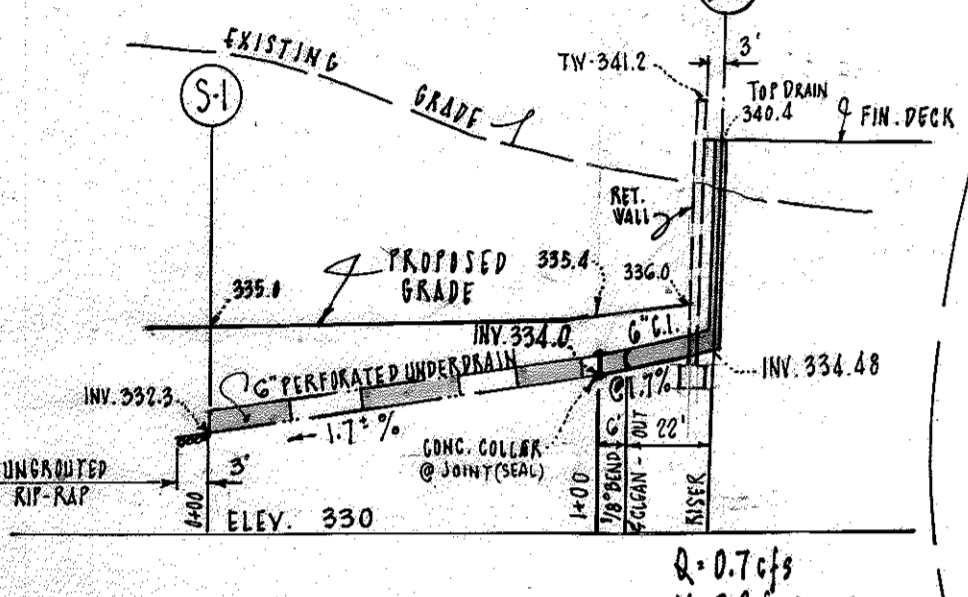 EXISTING
GRADE
S-1
TW-341.2
3'
TOP DRAIN
340.4
FIN. DECK
RET.
WALL
PROPOSED
GRADE
335.4
336.0
335.0
INV. 334.0
6" C.I.
6" PERFORATED UNDERDRAIN
@ 1.7%
INV. 334.48
INV. 332.3
1.7± %
CONC. COLLAR
@ JOINT (SEAL)
6'
22'
UNGROUTED
RIP-RAP
3'
0+00
1+00
1/8° BEND
& CLEAN-OUT
RISER
ELEV. 330
Q = 0.7 cfs